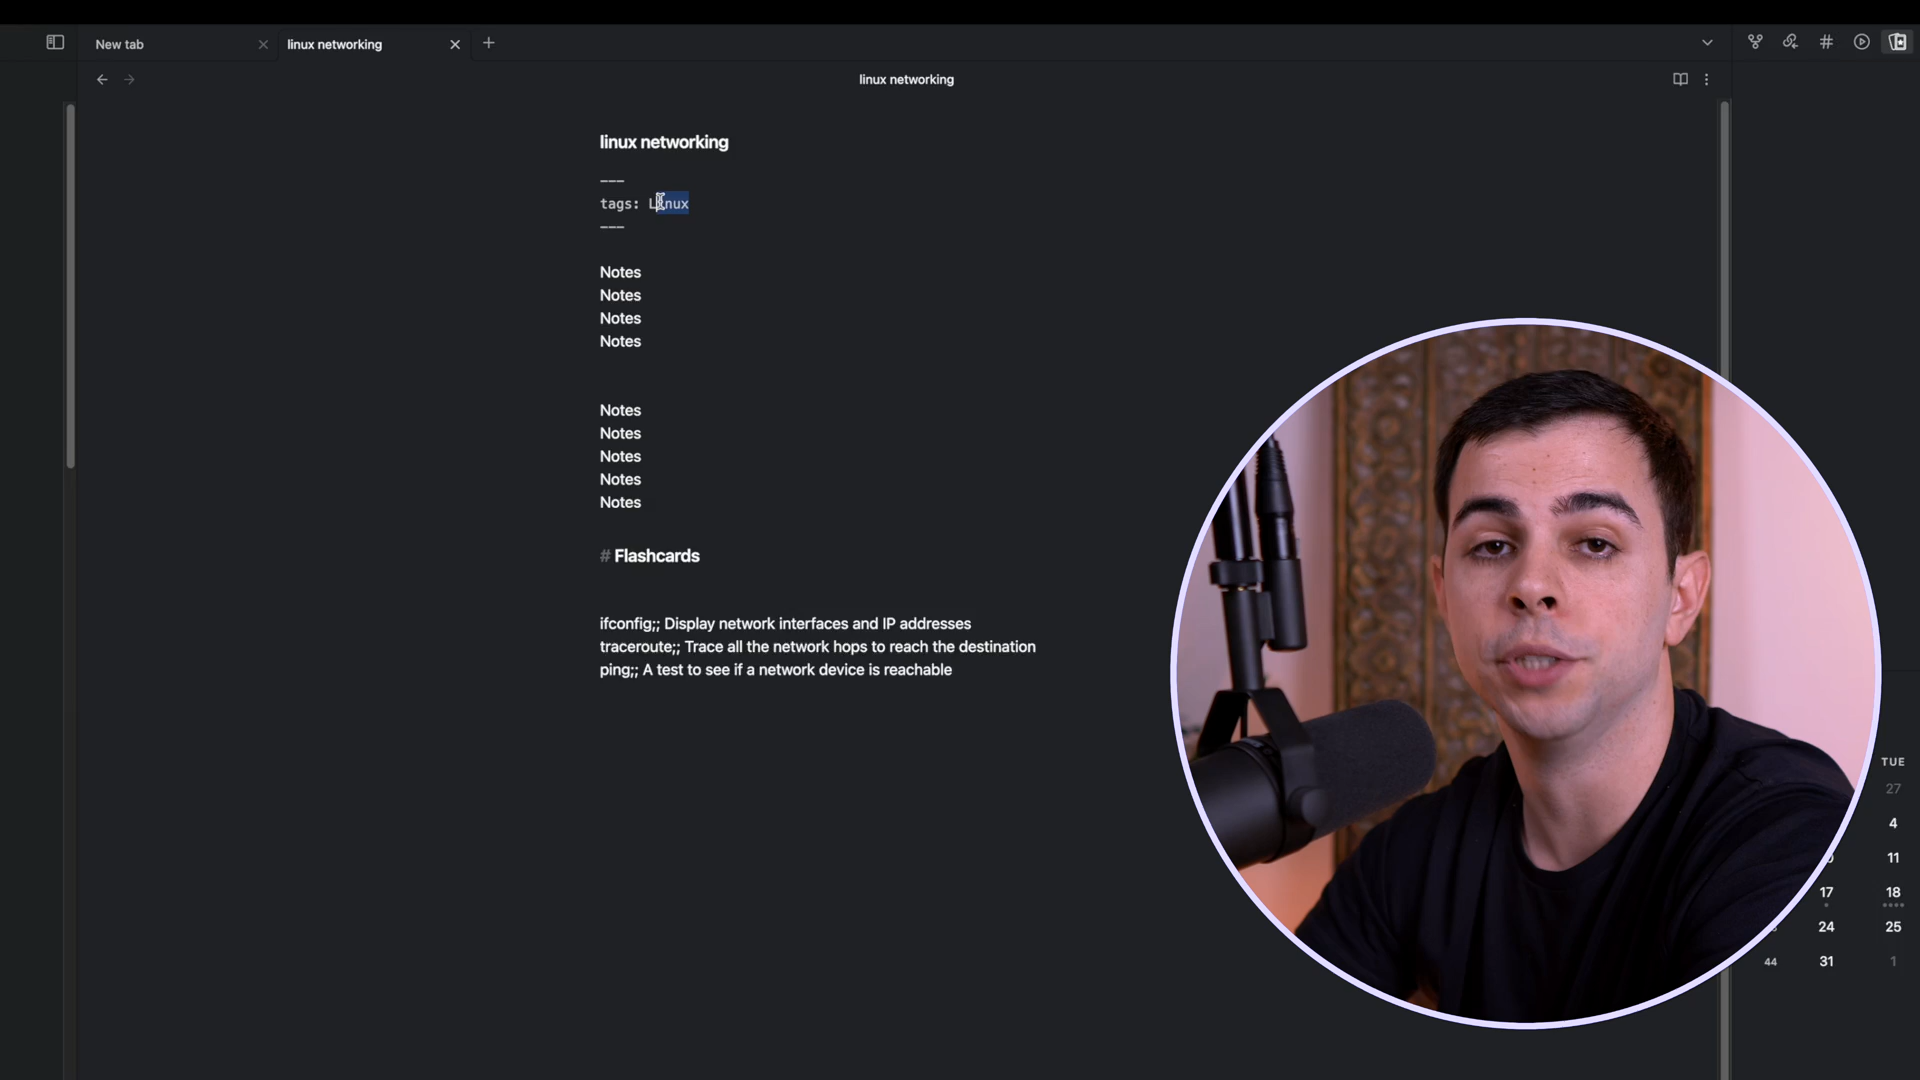 New tab
linux networking
linux networking
linux networking
---
tags: Linux
---
Notes
Notes
Notes
Notes
Notes
Notes
Notes
Notes
Notes
# Flashcards
ifconfig;; Display network interfaces and IP addresses
traceroute;; Trace all the network hops to reach the destination
ping;; A test to see if a network device is reachable
TUE
27
4
11
17 18
24 25
44 31 1